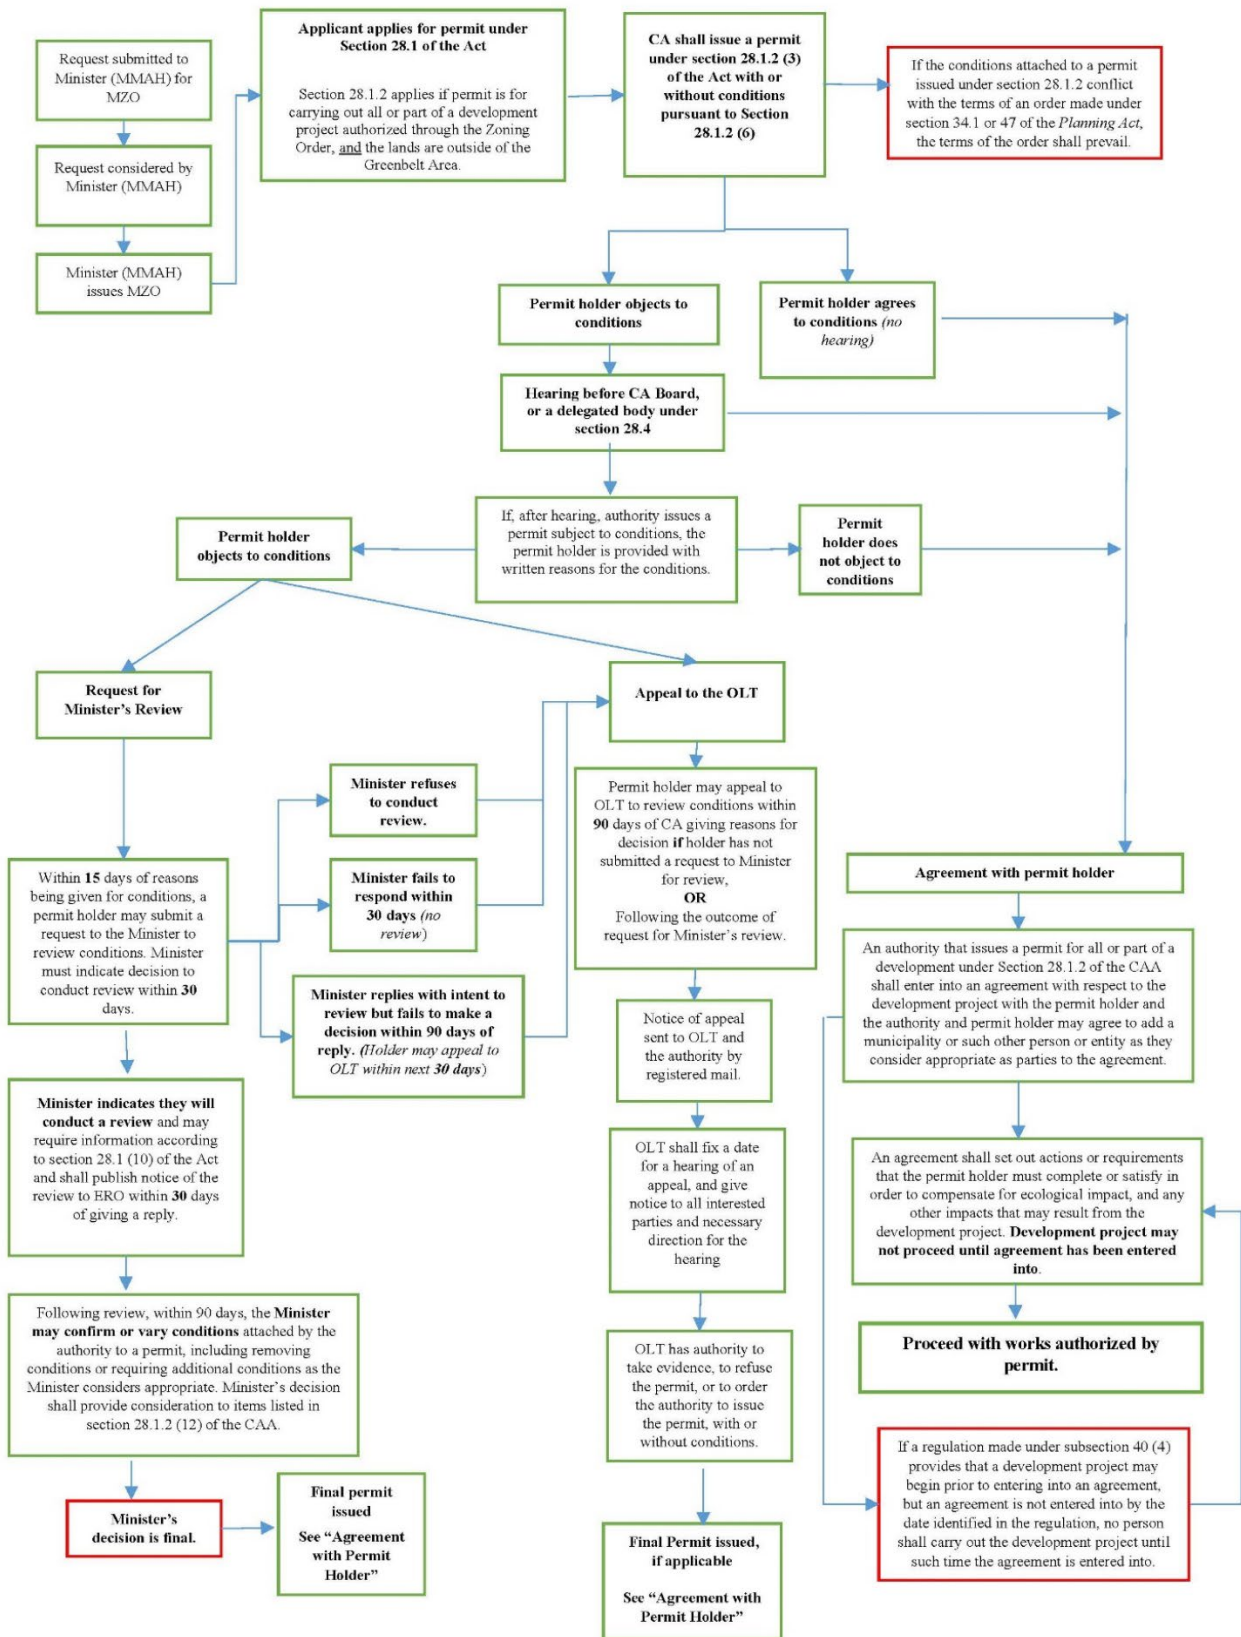 Request submitted to
Minister (MMAH) for
MZO
Request considered by
Minister (MMAH)
Minister (MMAH)
issues MZO
Applicant applies for permit under
Section 28.1 of the Act
Section 28.1.2 applies if permit is for
carrying out all or part of a development
project authorized through the Zoning
Order, and the lands are outside of the
Greenbelt Area.
CA shall issue a permit
under section 28.1.2 (3)
of the Act with or
without conditions
pursuant to Section
28.1.2 (6)
If the conditions attached to a permit
issued under section 28.1.2 conflict
with the terms of an order made under
section 34.1 or 47 of the Planning Act,
the terms of the order shall prevail.
Permit holder objects to
conditions
Permit holder agrees
to conditions (no
hearing)
Hearing before CA Board,
or a delegated body under
section 28.4
If, after hearing, authority issues a
permit subject to conditions, the
permit holder is provided with
written reasons for the conditions.
Permit
holder does
not object to
conditions
Permit holder
objects to conditions
Request for
Minister's Review
Appeal to the OLT
Within 15 days of reasons
being given for conditions, a
permit holder may submit a
request to the Minister to
review conditions. Minister
must indicate decision to
conduct review within 30
days.
Minister refuses
to conduct
review.
Minister fails to
respond within
30 days (no
review)
Minister replies with intent to
review but fails to make a
decision within 90 days of
reply. (Holder may appeal to
OLT within next 30 days)
Minister indicates they will
conduct a review and may
require information according
to section 28.1 (10) of the Act
and shall publish notice of the
review to ERO within 30 days
of giving a reply.
Following review, within 90 days, the Minister
may confirm or vary conditions attached by the
authority to a permit, including removing
conditions or requiring additional conditions as the
Minister considers appropriate. Minister's decision
shall provide consideration to items listed in
section 28.1.2 (12) of the CAA.
Minister's
decision is final.
Final permit
issued
See "Agreement
with Permit
Holder"
Permit holder may appeal to
OLT to review conditions within
90 days of CA giving reasons for
decision if holder has not
submitted a request to Minister
for review,
OR
Following the outcome of
request for Minister's review.
Notice of appeal
sent to OLT and
the authority by
registered mail.
OLT shall fix a date
for a hearing of an
appeal, and give
notice to all interested
parties and necessary
direction for the
hearing
OLT has authority to
take evidence, to refuse
the permit, or to order
the authority to issue
the permit, with or
without conditions.
Final Permit issued,
if applicable
See "Agreement with
Permit Holder"
Agreement with permit holder
An authority that issues a permit for all or part of a
development under Section 28.1.2 of the CAA
shall enter into an agreement with respect to the
development project with the permit holder and
the authority and permit holder may agree to add a
municipality or such other person or entity as they
consider appropriate as parties to the agreement.
An agreement shall set out actions or requirements
that the permit holder must complete or satisfy in
order to compensate for ecological impact, and any
other impacts that may result from the
development project. Development project may
not proceed until agreement has been entered
into.
Proceed with works authorized by
permit.
If a regulation made under subsection 40 (4)
provides that a development project may
begin prior to entering into an agreement,
but an agreement is not entered into by the
date identified in the regulation, no person
shall carry out the development project until
such time the agreement is entered into.